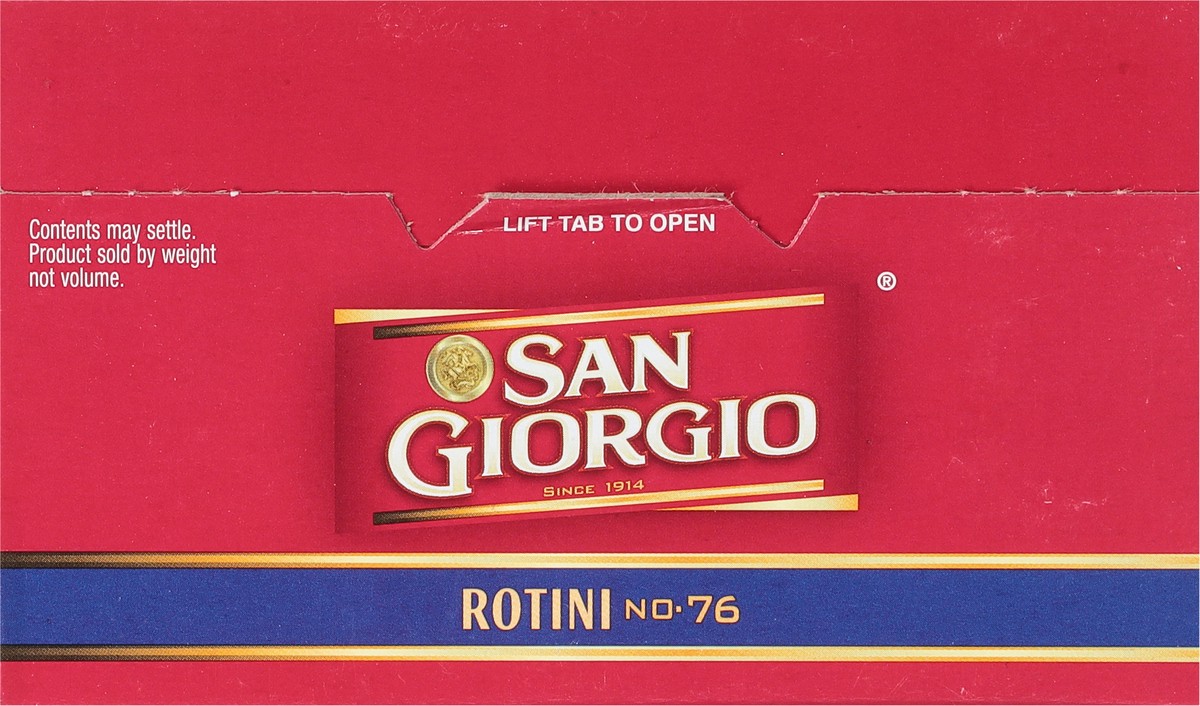 LIFT TAB TO OPEN
Contents may settle.
Product sold by weight
not volume.
®
SAN
GIORGIO
SINCE 1914
ROTINI NO·76